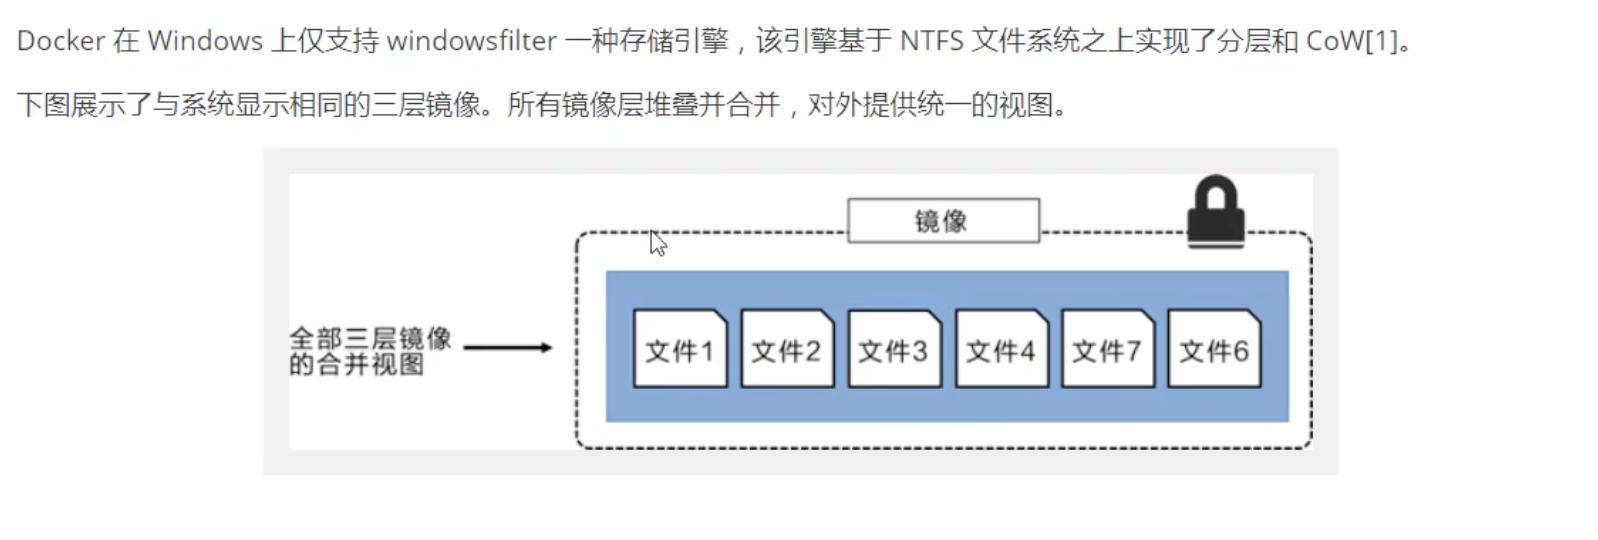 Docker 在 Windows 上仅支持 windowsfilter 一种存储引擎，该引擎基于 NTFS 文件系统之上实现了分层和 CoW[1]。
下图展示了与系统显示相同的三层镜像。所有镜像层堆叠并合并，对外提供统一的视图。
镜像
全部三层镜像
的合并视图
文件1
文件2
文件3
文件4
文件7
文件6